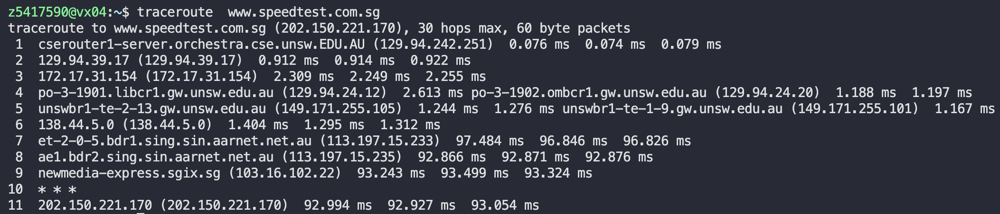 z5417590@vx04:~$ traceroute  www.speedtest.com.sg
traceroute to www.speedtest.com.sg (202.150.221.170), 30 hops max, 60 byte packets
 1  cserouter1-server.orchestra.cse.unsw.EDU.AU (129.94.242.251)  0.076 ms  0.074 ms  0.079 ms
 2  129.94.39.17 (129.94.39.17)  0.912 ms  0.914 ms  0.922 ms
 3  172.17.31.154 (172.17.31.154)  2.309 ms  2.249 ms  2.255 ms
 4  po-3-1901.libcr1.gw.unsw.edu.au (129.94.24.12)  2.613 ms po-3-1902.ombcr1.gw.unsw.edu.au (129.94.24.20)  1.188 ms  1.197 ms
 5  unswbr1-te-2-13.gw.unsw.edu.au (149.171.255.105)  1.244 ms  1.276 ms unswbr1-te-1-9.gw.unsw.edu.au (149.171.255.101)  1.167 ms
 6  138.44.5.0 (138.44.5.0)  1.404 ms  1.295 ms  1.312 ms
 7  et-2-0-5.bdr1.sing.sin.aarnet.net.au (113.197.15.233)  97.484 ms  96.846 ms  96.826 ms
 8  ae1.bdr2.sing.sin.aarnet.net.au (113.197.15.235)  92.866 ms  92.871 ms  92.876 ms
 9  newmedia-express.sgix.sg (103.16.102.22)  93.243 ms  93.499 ms  93.324 ms
10  * * *
11  202.150.221.170 (202.150.221.170)  92.994 ms  92.927 ms  93.054 ms